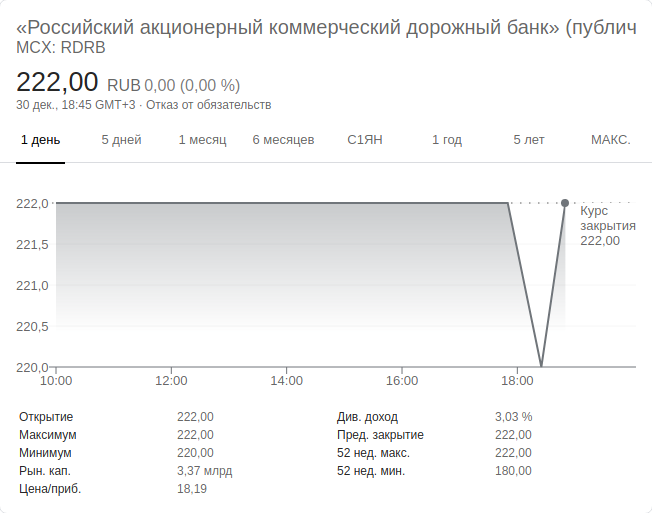 «Российский акционерный коммерческий дорожный банк» (публич
MCX: RDRB
222,00 RUB 0,00 (0,00 %)
30 дек., 18:45 GMT+3 · Отказ от обязательств
1 день 5 дней 1 месяц 6 месяцев С1ЯН 1 год 5 лет МАКС.
222,0
Курс
закрытия
222,00
221,5
221,0
220,5
220,0
10:00 12:00 14:00 16:00 18:00
Открытие 222,00
Максимум 222,00
Минимум 220,00
Рын. кап. 3,37 млрд
Цена/приб. 18,19
Див. доход 3,03 %
Пред. закрытие 222,00
52 нед. макс. 222,00
52 нед. мин. 180,00